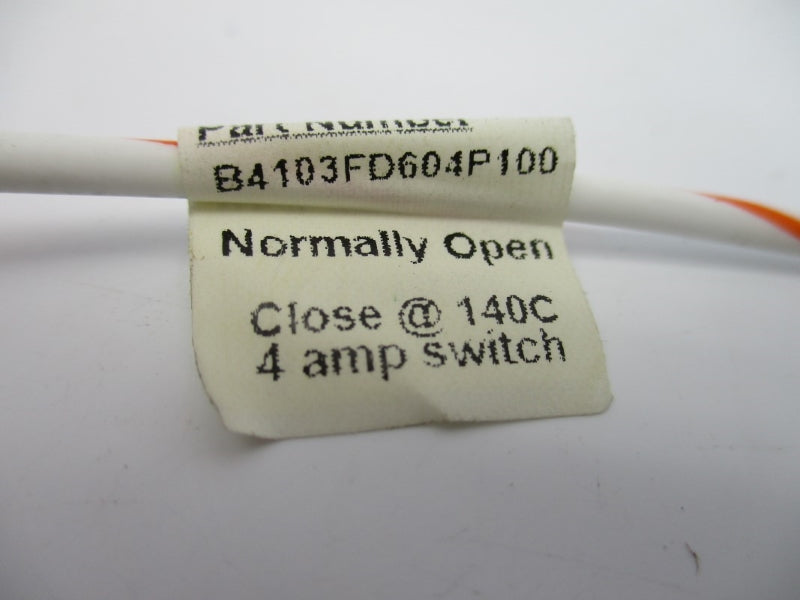 Part Number
B4103FD604P100
Normally Open
Close @ 140C
4 amp switch